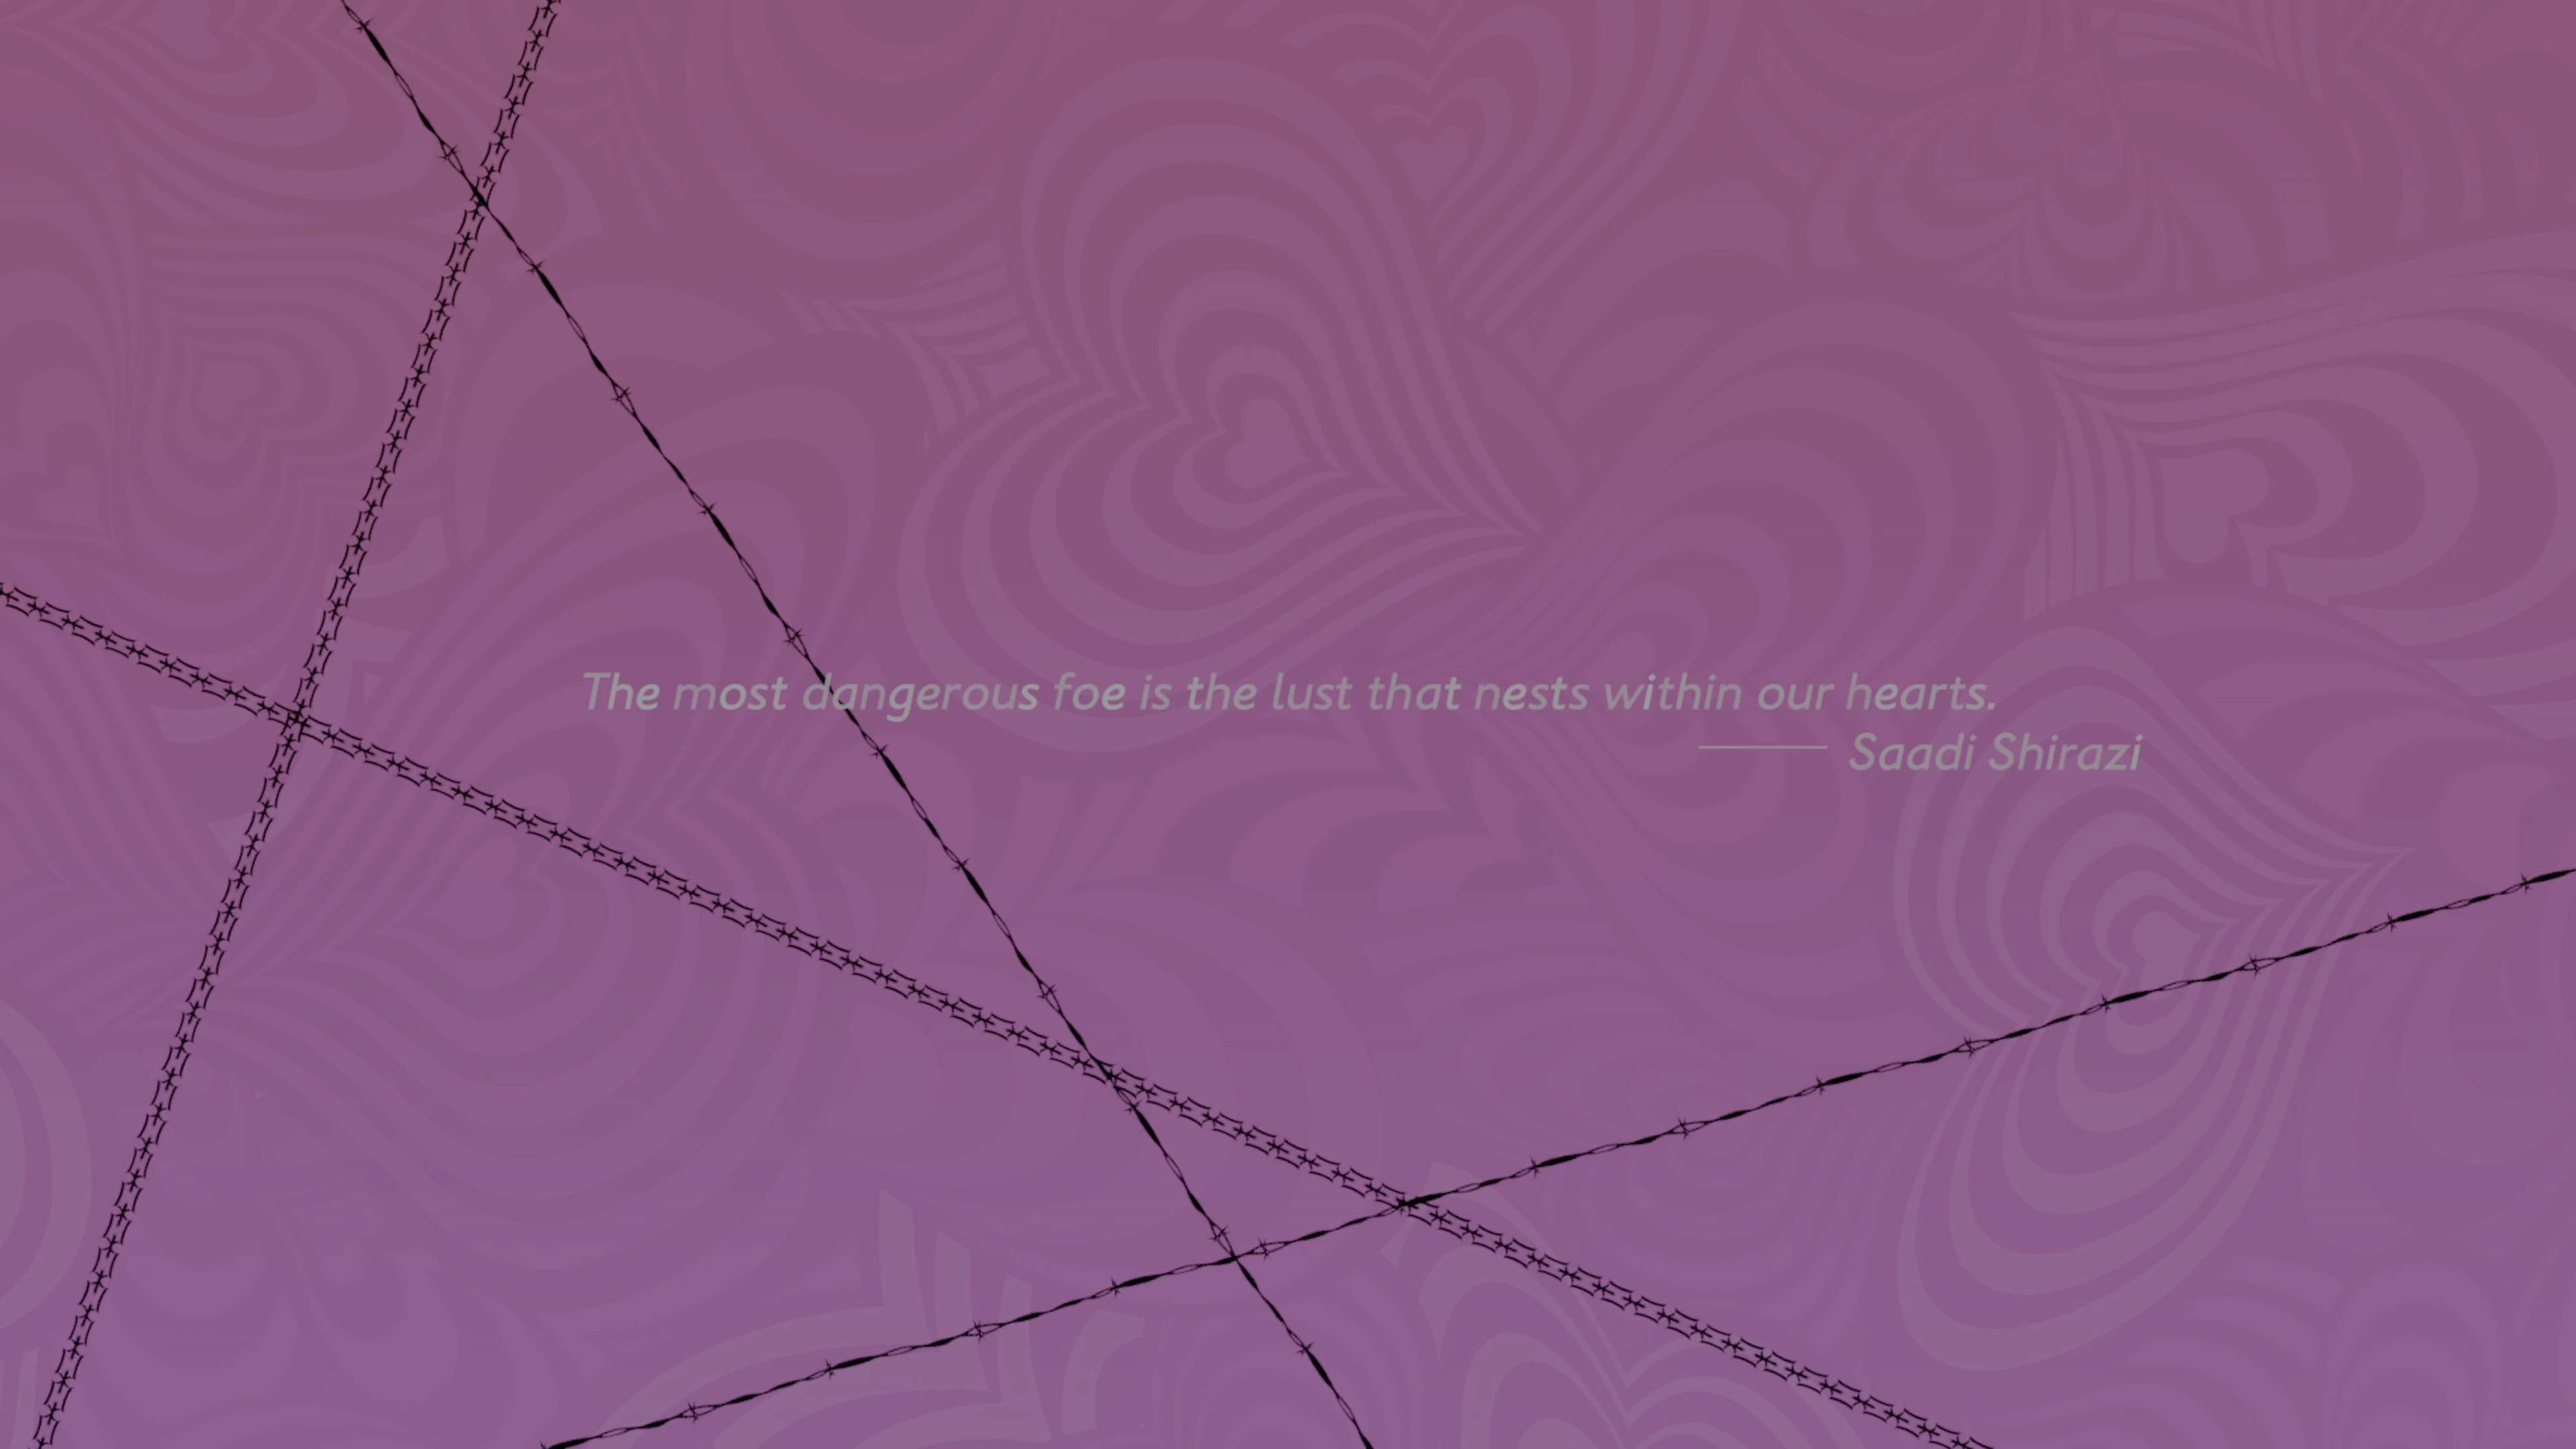 The most dangerous foe is the lust that nests within our hearts.
—— Saadi Shirazi